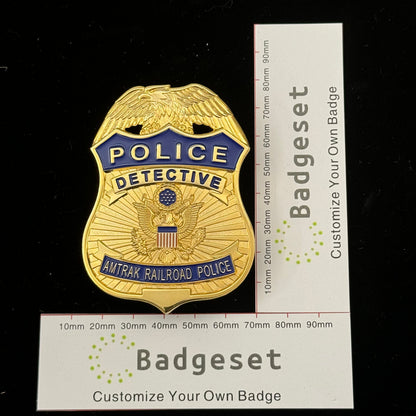 POLICE
DETECTIVE
AMTRAK RAILROAD POLICE
10mm 20mm 30mm 40mm 50mm 60mm 70mm 80mm 90mm
Badgeset
Customize Your Own Badge
10mm 20mm 30mm 40mm 50mm 60mm 70mm 80mm 90mm
Badgeset
Customize Your Own Badge